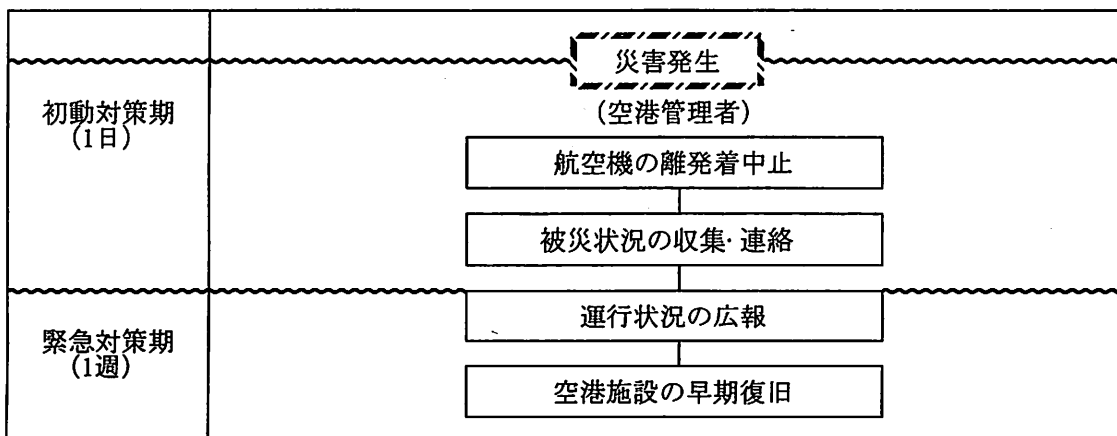 災害発生
初動対策期
(1日)
(空港管理者)
航空機の離発着中止
被災状況の収集・連絡
運行状況の広報
緊急対策期
(1週)
空港施設の早期復旧